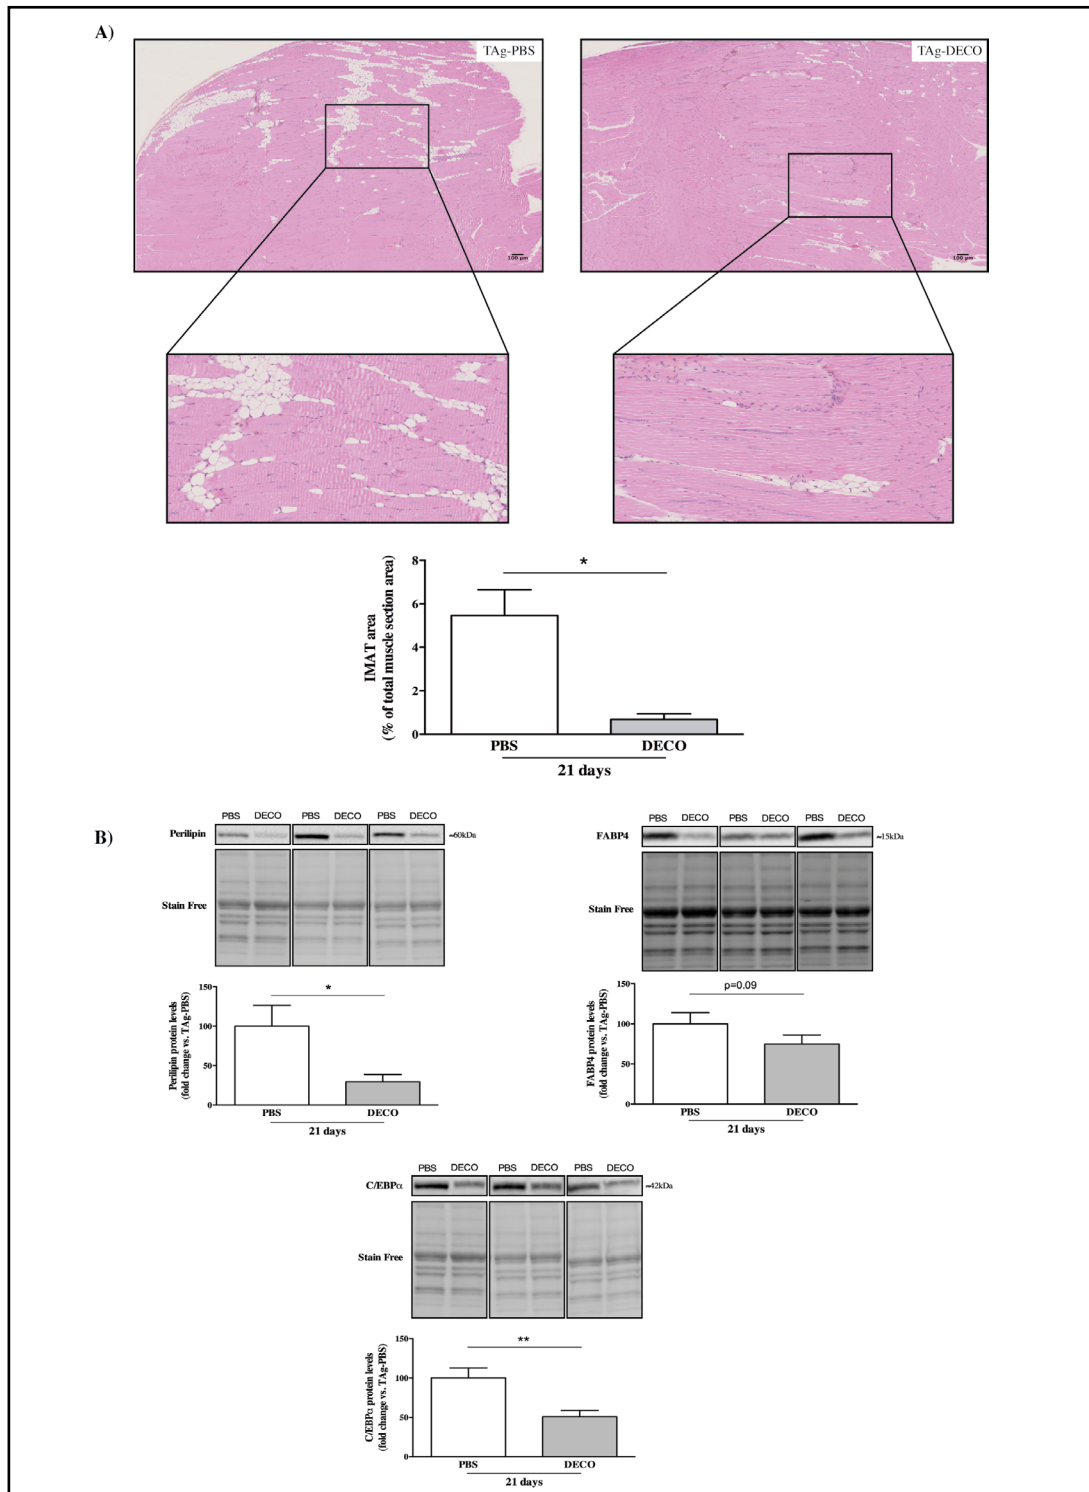 A)
TAg-PBS
TAg-DECO
100 µm
100 µm
IMAT area
(% of total muscle section area)
8
6
4
2
0
*
PBS DECO
21 days
B)
PBS DECO PBS DECO PBS DECO
Perilipin
≈60kDa
Stain Free
Perilipin protein levels
(fold change vs. TAg-PBS)
150
100
50
0
*
PBS DECO
21 days
PBS DECO PBS DECO PBS DECO
FABP4
≈15kDa
Stain Free
FABP4 protein levels
(fold change vs. TAg-PBS)
150
100
50
0
p=0.09
PBS DECO
21 days
PBS DECO PBS DECO PBS DECO
C/EBPα
≈42kDa
Stain Free
C/EBPα protein levels
(fold change vs. TAg-PBS)
150
100
50
0
**
PBS DECO
21 days